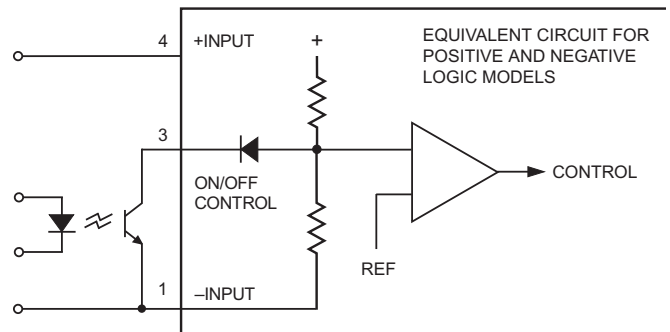 EQUIVALENT CIRCUIT FOR
POSITIVE AND NEGATIVE
LOGIC MODELS
4
+INPUT
+
3
ON/OFF
CONTROL
CONTROL
REF
1
–INPUT